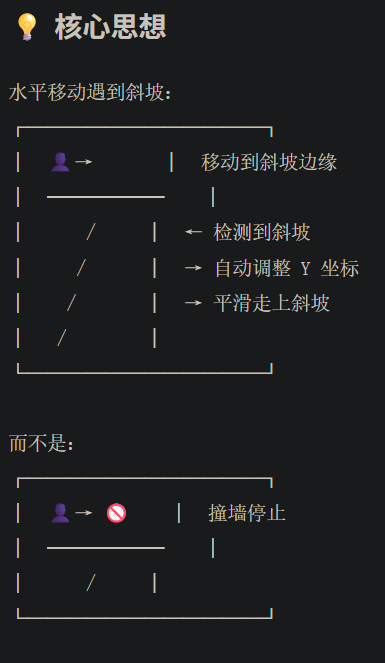 💡 核心思想
水平移动遇到斜坡：
┌─────────────────────────┐
│  👤→       │  移动到斜坡边缘
│  ────────────    │
│      /     │  ← 检测到斜坡
│     /      │  → 自动调整 Y 坐标
│    /       │  → 平滑走上斜坡
│   /        │
└─────────────────────────┘
而不是：
┌─────────────────────────┐
│  👤→ 🚫    │  撞墙停止
│  ────────────    │
│      /     │
└─────────────────────────┘